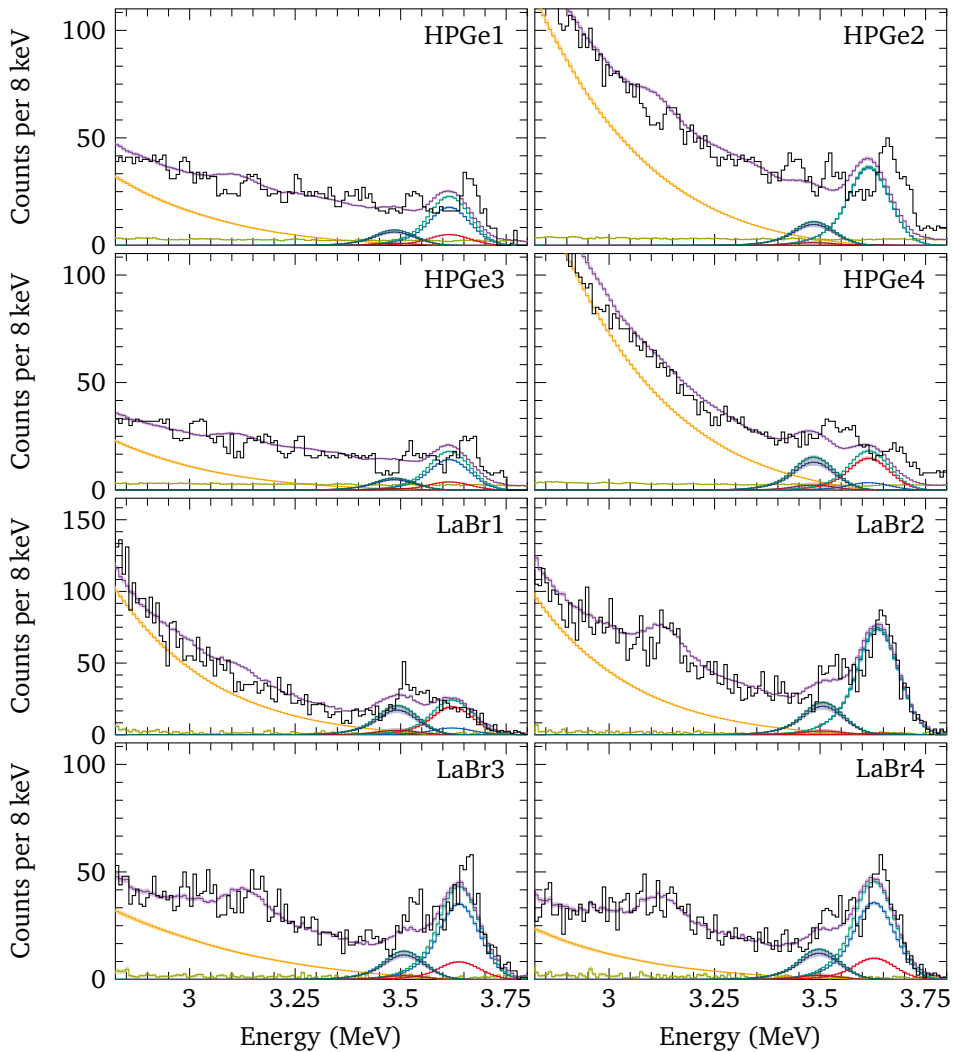 HPGe1
HPGe2
Counts per 8 keV
100
50
0
HPGe3
HPGe4
Counts per 8 keV
100
50
0
LaBr1
LaBr2
Counts per 8 keV
150
100
50
0
LaBr3
LaBr4
Counts per 8 keV
100
50
0
3 3.25 3.5 3.75 3 3.25 3.5 3.75
Energy (MeV) Energy (MeV)